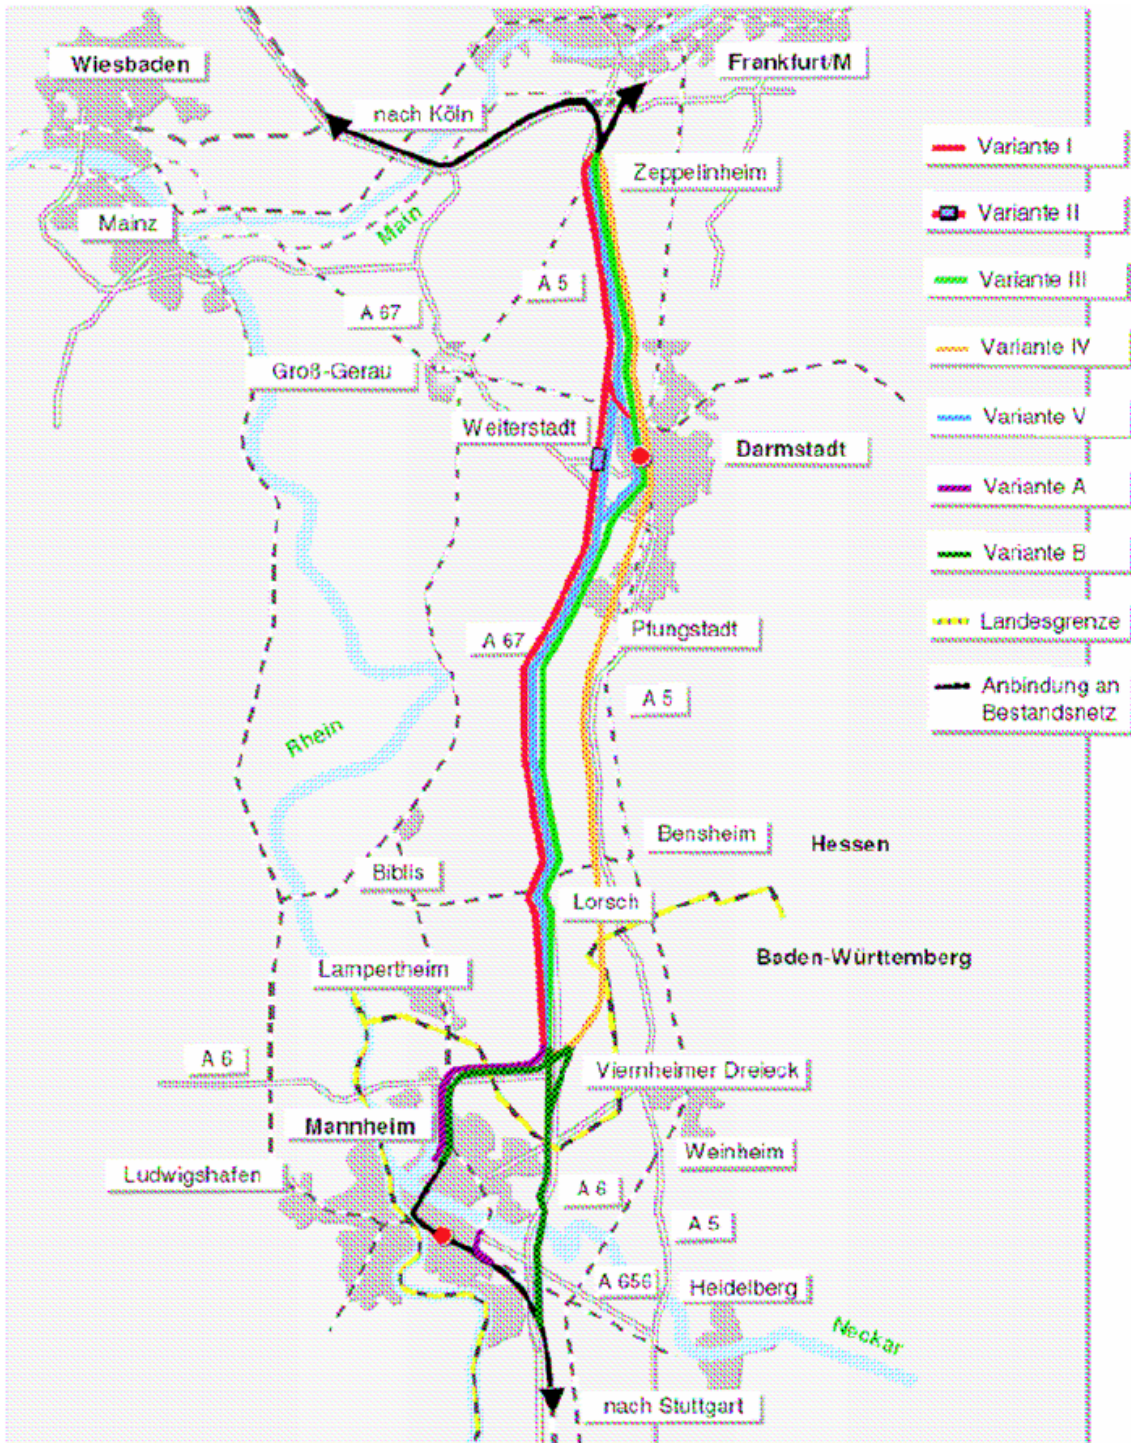 Wiesbaden
Frankfurt/M
nach Köln
Zeppelinheim
Mainz
Main
A 5
A 67
Groß-Gerau
Weiterstadt
Darmstadt
A 67
Pfungstadt
A 5
Rhein
Bensheim
Hessen
Biblis
Lorsch
Baden-Württemberg
Lampertheim
A 6
Viernheimer Dreieck
Mannheim
Weinheim
Ludwigshafen
A 6
A 5
A 656
Heidelberg
Neckar
nach Stuttgart
Variante I
Variante II
Variante III
Variante IV
Variante V
Variante A
Variante B
Landesgrenze
Anbindung an
Bestandsnetz